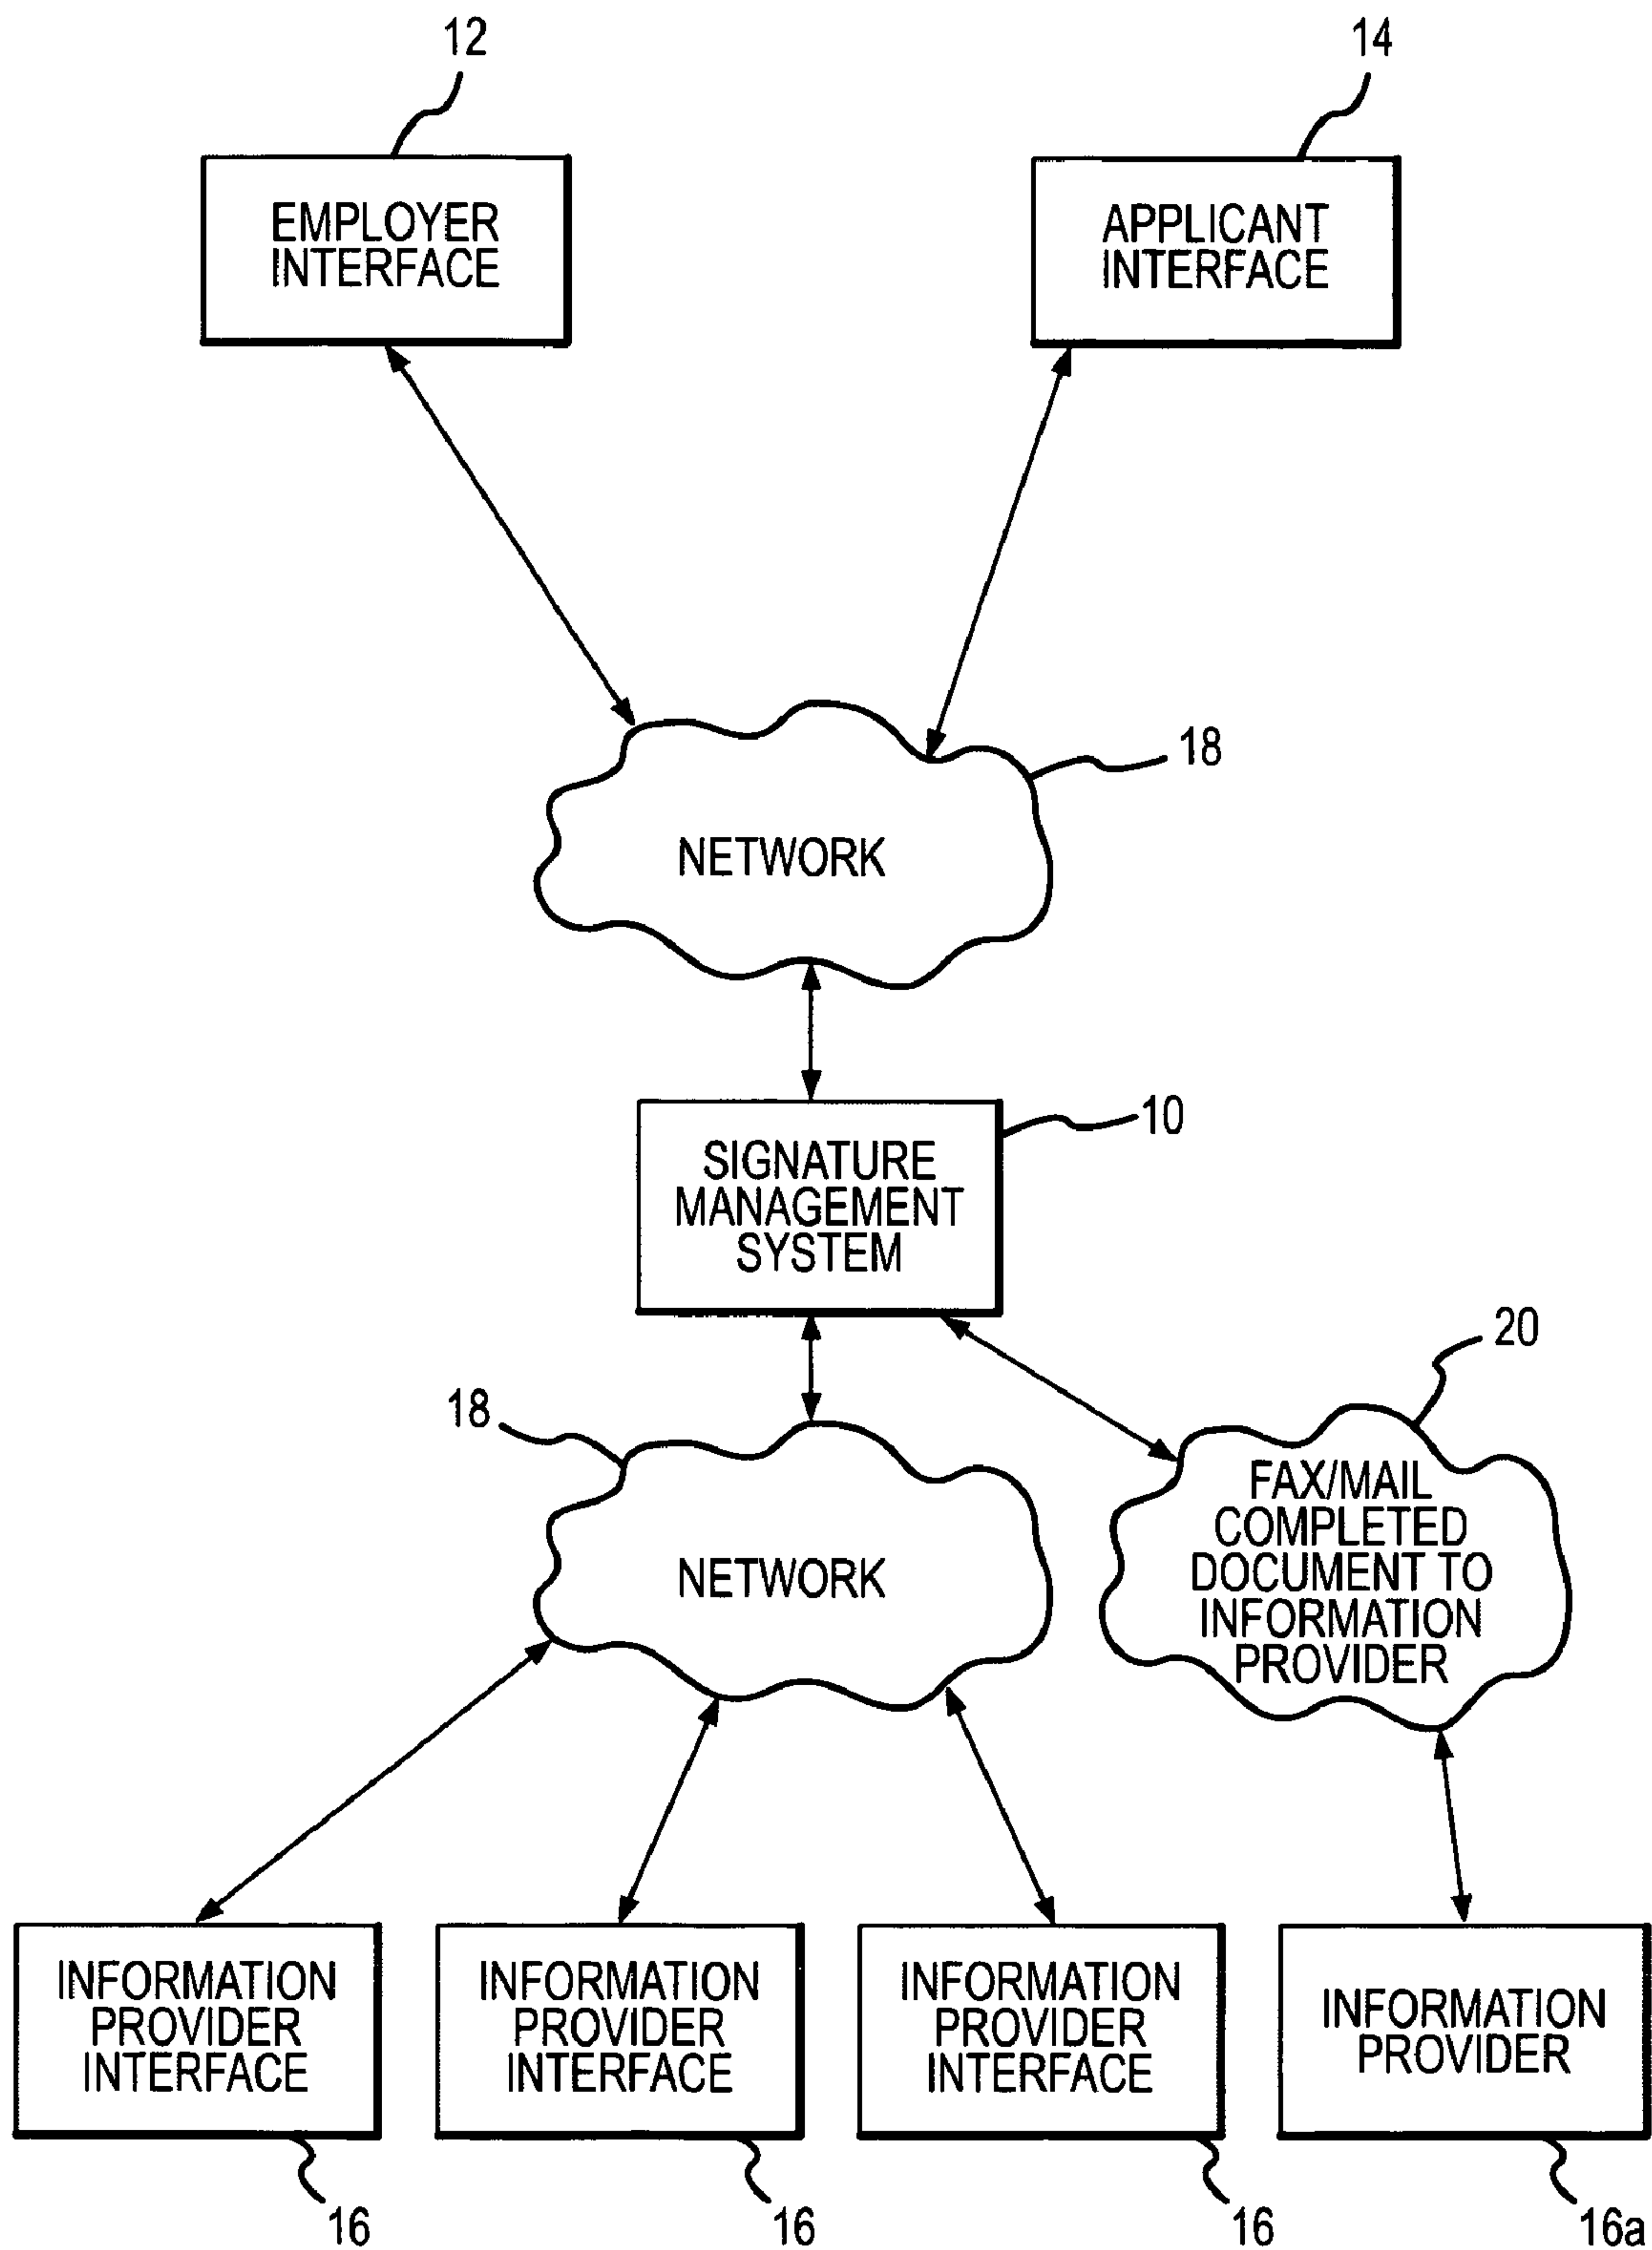 12
14
EMPLOYER
INTERFACE
APPLICANT
INTERFACE
18
NETWORK
10
SIGNATURE
MANAGEMENT
SYSTEM
20
18
NETWORK
FAX/MAIL
COMPLETED
DOCUMENT TO
INFORMATION
PROVIDER
INFORMATION
PROVIDER
INTERFACE
INFORMATION
PROVIDER
INTERFACE
INFORMATION
PROVIDER
INTERFACE
INFORMATION
PROVIDER
16
16
16
16a